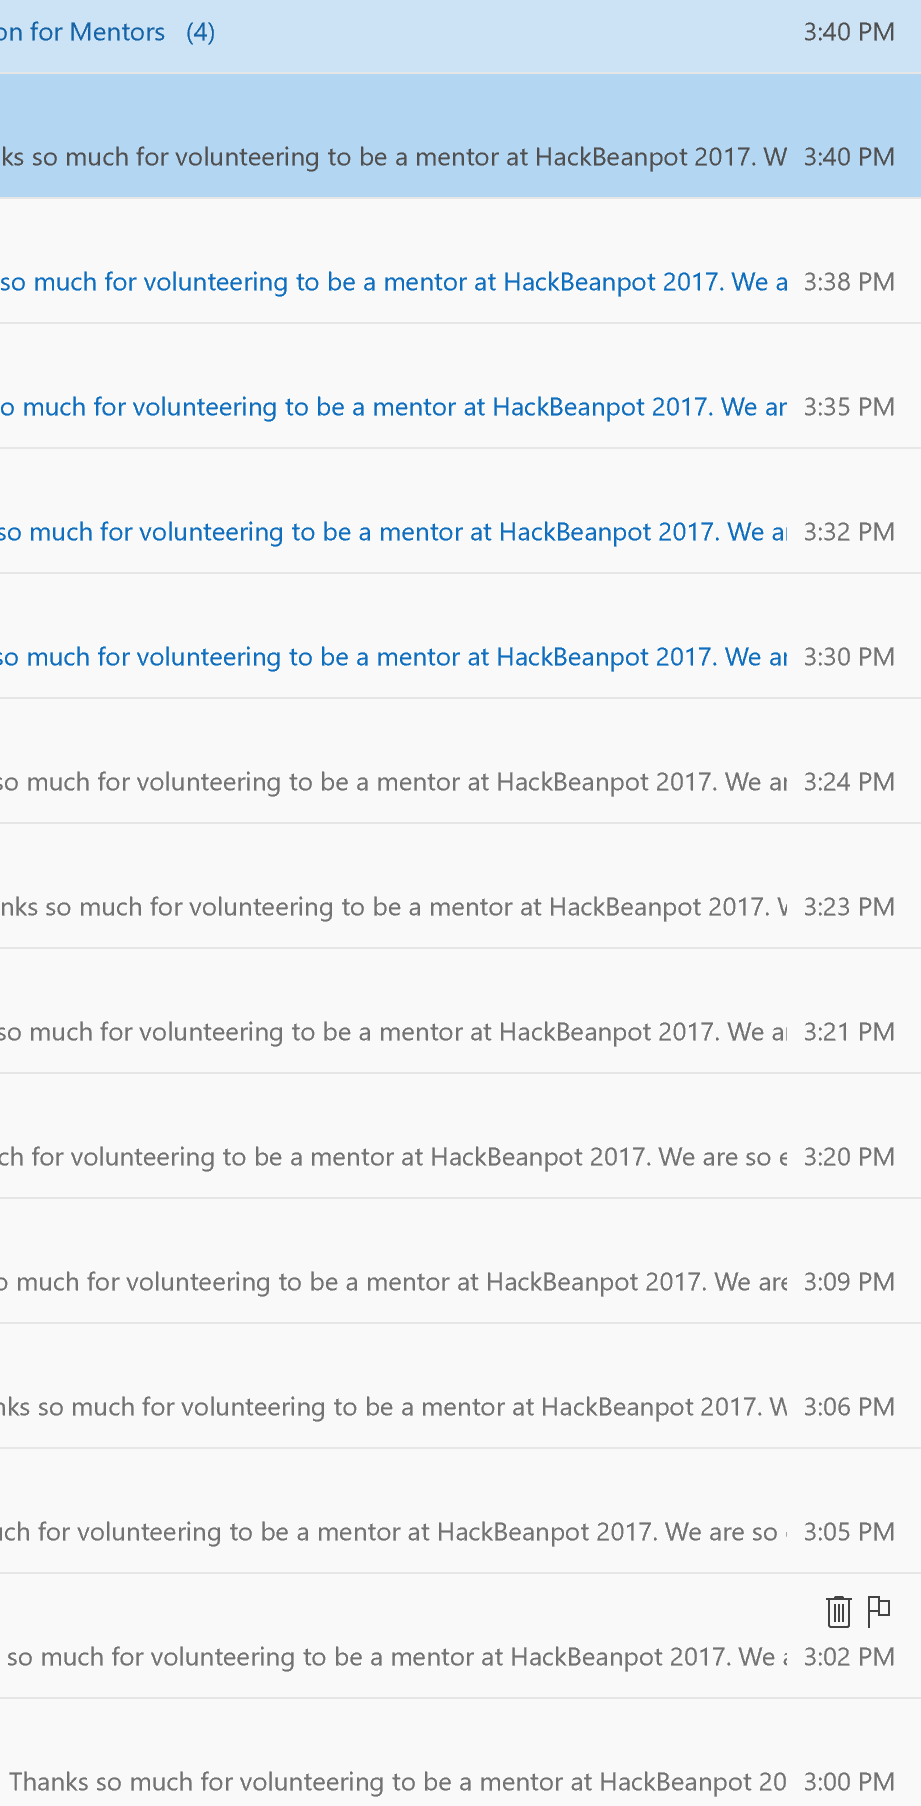 on for Mentors (4) 3:40 PM
ks so much for volunteering to be a mentor at HackBeanpot 2017. W 3:40 PM
so much for volunteering to be a mentor at HackBeanpot 2017. We a 3:38 PM
o much for volunteering to be a mentor at HackBeanpot 2017. We ar 3:35 PM
so much for volunteering to be a mentor at HackBeanpot 2017. We a 3:32 PM
so much for volunteering to be a mentor at HackBeanpot 2017. We ar 3:30 PM
so much for volunteering to be a mentor at HackBeanpot 2017. We ar 3:24 PM
nks so much for volunteering to be a mentor at HackBeanpot 2017. 3:23 PM
so much for volunteering to be a mentor at HackBeanpot 2017. We a 3:21 PM
ch for volunteering to be a mentor at HackBeanpot 2017. We are so e 3:20 PM
o much for volunteering to be a mentor at HackBeanpot 2017. We are 3:09 PM
nks so much for volunteering to be a mentor at HackBeanpot 2017. W 3:06 PM
uch for volunteering to be a mentor at HackBeanpot 2017. We are so 3:05 PM
so much for volunteering to be a mentor at HackBeanpot 2017. We a 3:02 PM
Thanks so much for volunteering to be a mentor at HackBeanpot 20 3:00 PM